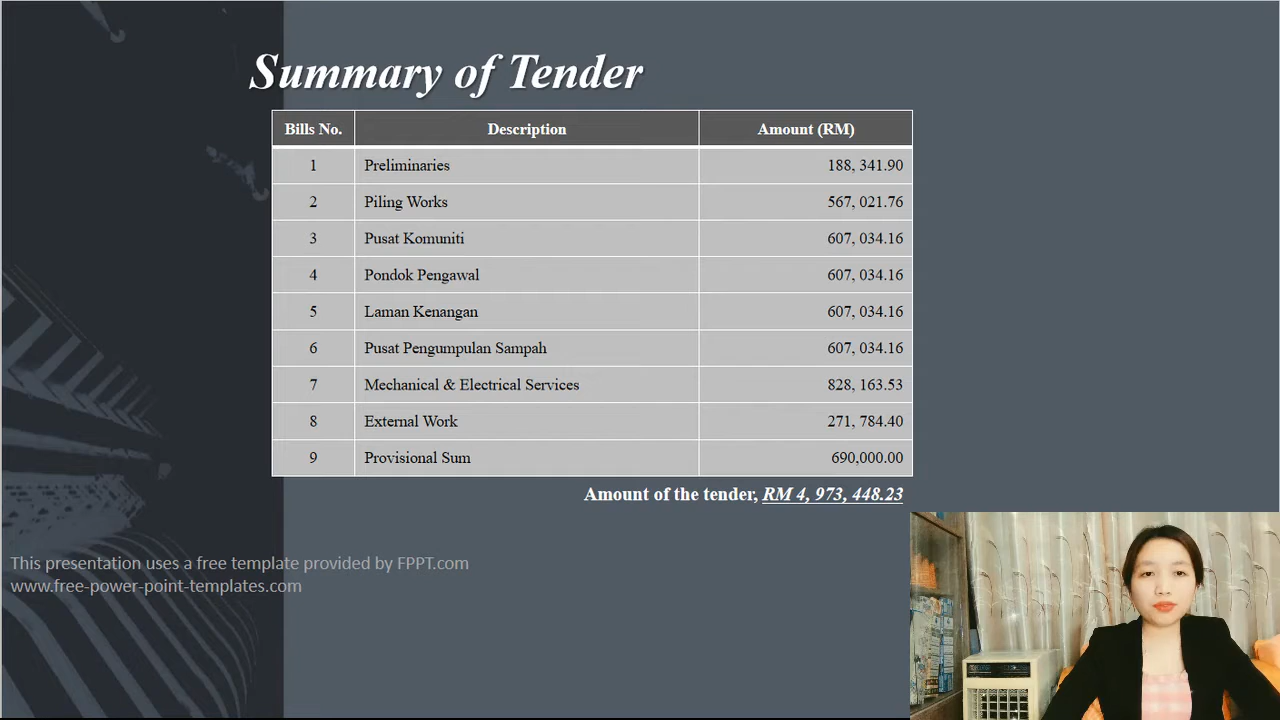 Summary of Tender
Bills No. Description Amount (RM)
1 Preliminaries 188, 341.90
2 Piling Works 567, 021.76
3 Pusat Komuniti 607, 034.16
4 Pondok Pengawal 607, 034.16
5 Laman Kenangan 607, 034.16
6 Pusat Pengumpulan Sampah 607, 034.16
7 Mechanical & Electrical Services 828, 163.53
8 External Work 271, 784.40
9 Provisional Sum 690,000.00
Amount of the tender, RM 4, 973, 448.23
This presentation uses a free template provided by FPPT.com
www.free-power-point-templates.com